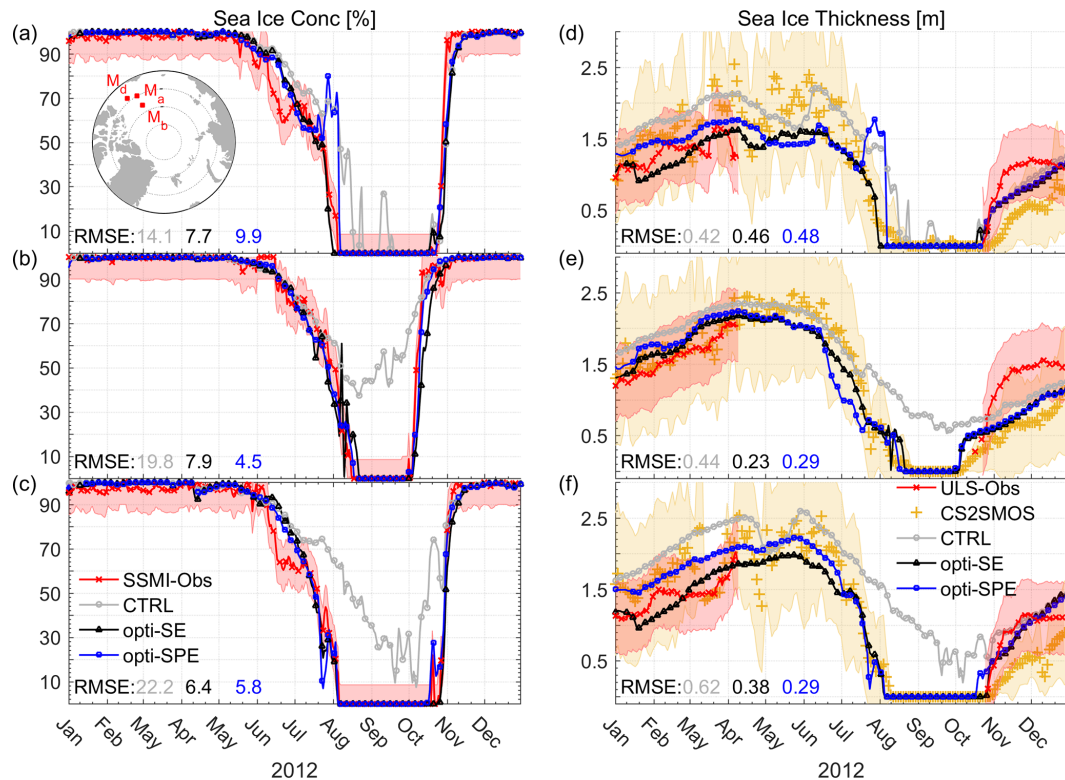 Sea Ice Conc [%]
Sea Ice Thickness [m]
(a)
90
70
50
30
10
M_d
M_a
M_b
RMSE: 14.1 7.7 9.9
(d)
2.5
1.5
0.5
RMSE: 0.42 0.46 0.48
(b)
90
70
50
30
10
RMSE: 19.8 7.9 4.5
(e)
2.5
1.5
0.5
RMSE: 0.44 0.23 0.29
(c)
90
70
50
30
10
SSMI-Obs
CTRL
opti-SE
opti-SPE
RMSE: 22.2 6.4 5.8
(f)
2.5
1.5
0.5
ULS-Obs
CS2SMOS
CTRL
opti-SE
opti-SPE
RMSE: 0.62 0.38 0.29
Jan Feb Mar Apr May Jun Jul Aug Sep Oct Nov Dec
2012
Jan Feb Mar Apr May Jun Jul Aug Sep Oct Nov Dec
2012